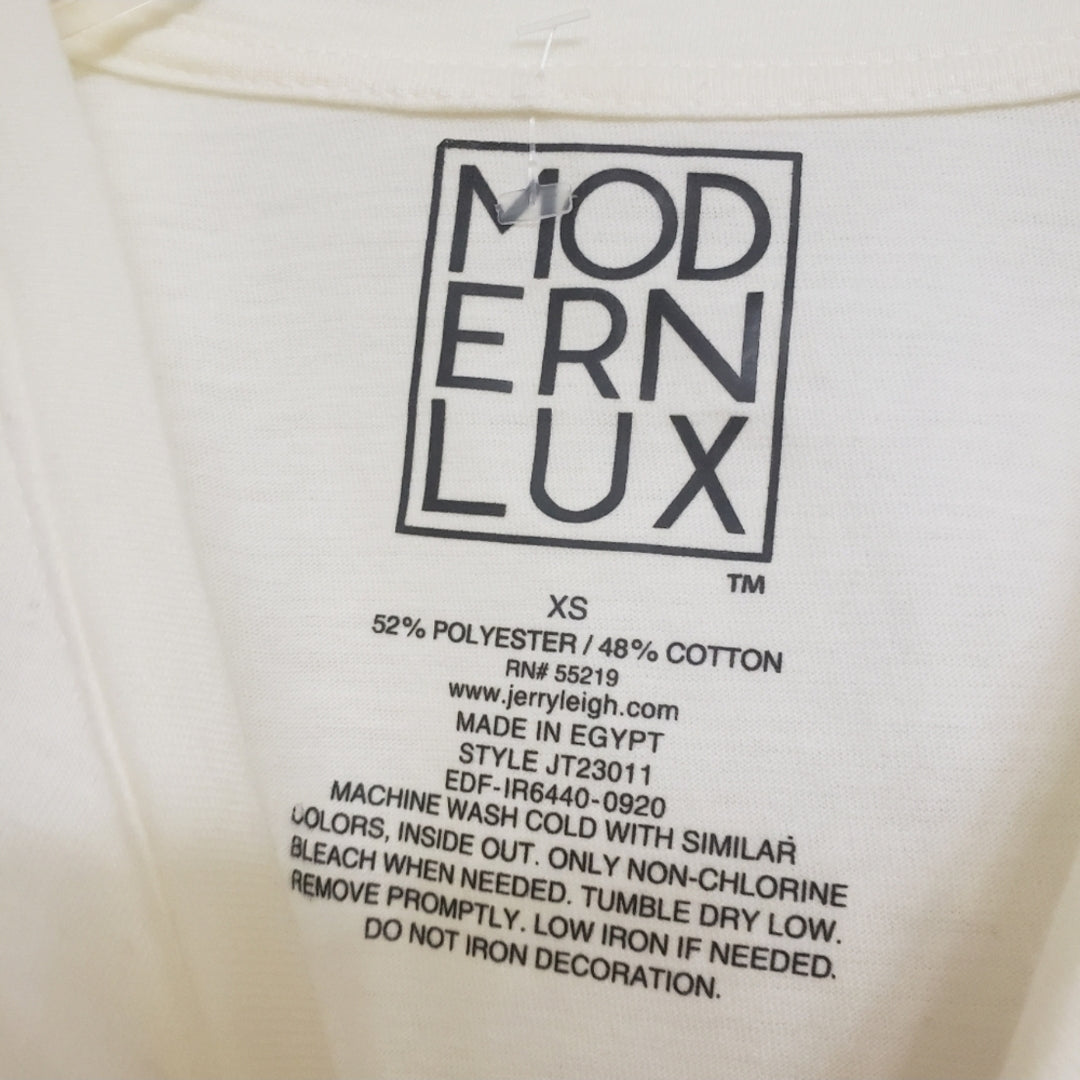 MOD
ERN
LUX
TM
XS
52% POLYESTER / 48% COTTON
RN# 55219
www.jerryleigh.com
MADE IN EGYPT
STYLE JT23011
EDF-IR6440-0920
MACHINE WASH COLD WITH SIMILAR
COLORS, INSIDE OUT. ONLY NON-CHLORINE
BLEACH WHEN NEEDED. TUMBLE DRY LOW.
REMOVE PROMPTLY. LOW IRON IF NEEDED.
DO NOT IRON DECORATION.